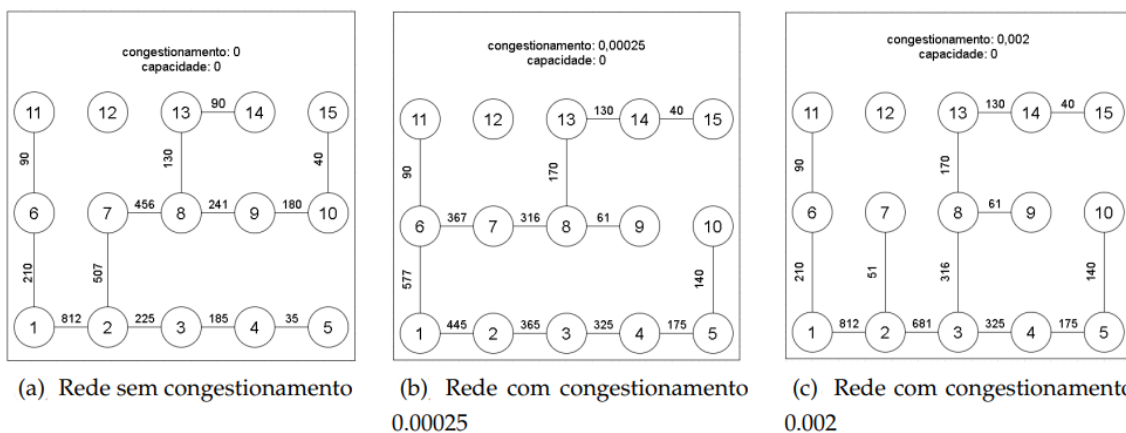 congestionamento: 0
capacidade: 0
11 12 13 90 14 15
90 130 40
6 7 456 8 241 9 180 10
210 507
1 812 2 225 3 185 4 35 5
(a) Rede sem congestionamento
congestionamento: 0,00025
capacidade: 0
11 12 13 130 14 40 15
90 170
6 367 7 316 8 61 9 10
577 140
1 445 2 365 3 325 4 175 5
(b) Rede com congestionamento
0.00025
congestionamento: 0,002
capacidade: 0
11 12 13 130 14 40 15
90 170
6 7 8 61 9 10
210 51 316 140
1 812 2 681 3 325 4 175 5
(c) Rede com congestionamento
0.002